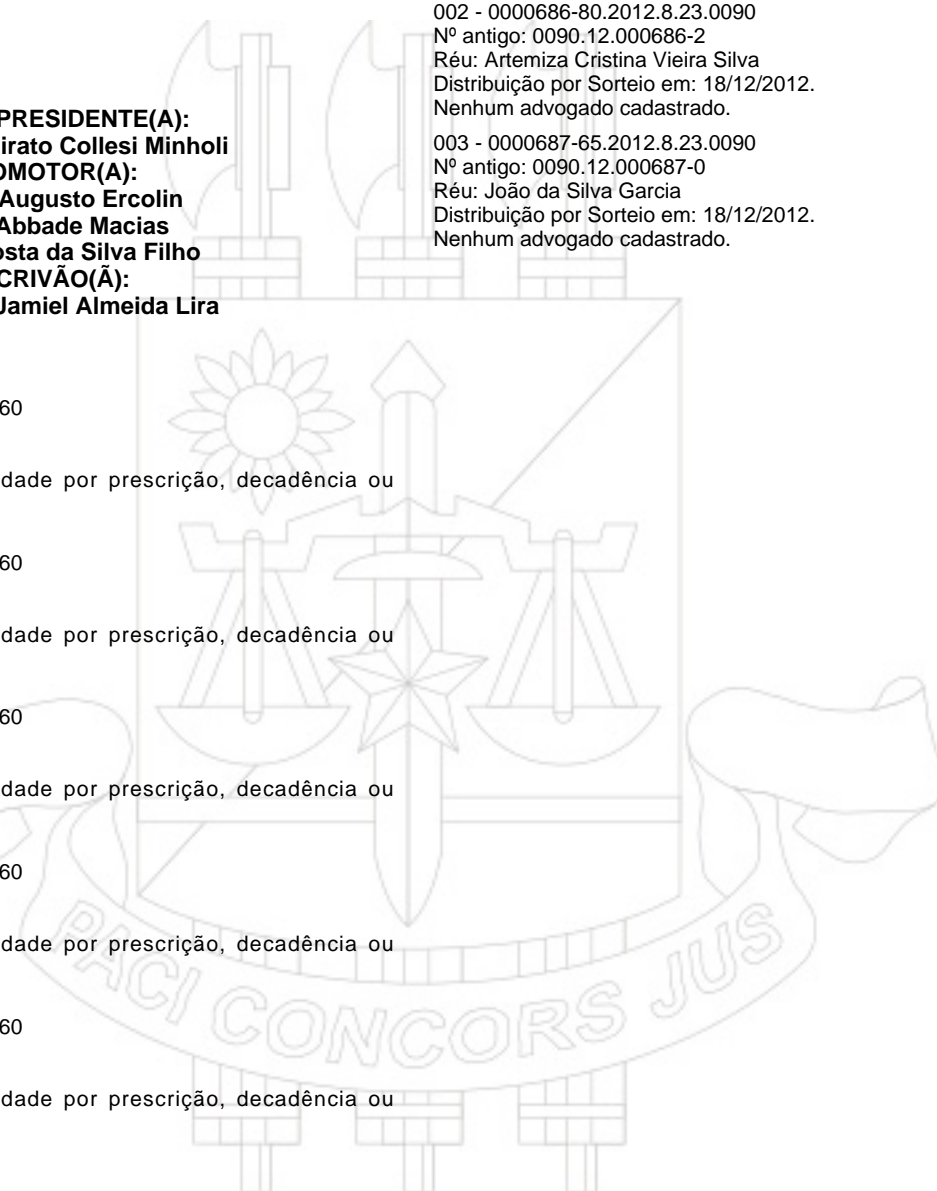 PRESIDENTE(A):
irato Collesi Minholi
OMOTOR(A):
Augusto Ercolin
Abbade Macias
osta da Silva Filho
CRIVÃO(Ã):
Jamiel Almeida Lira
60
dade por prescrição, decadência ou
60
dade por prescrição, decadência ou
60
dade por prescrição, decadência ou
60
dade por prescrição, decadência ou
60
dade por prescrição, decadência ou
002 - 0000686-80.2012.8.23.0090
Nº antigo: 0090.12.000686-2
Réu: Artemiza Cristina Vieira Silva
Distribuição por Sorteio em: 18/12/2012.
Nenhum advogado cadastrado.
003 - 0000687-65.2012.8.23.0090
Nº antigo: 0090.12.000687-0
Réu: João da Silva Garcia
Distribuição por Sorteio em: 18/12/2012.
Nenhum advogado cadastrado.
PACI CONCORS JUS